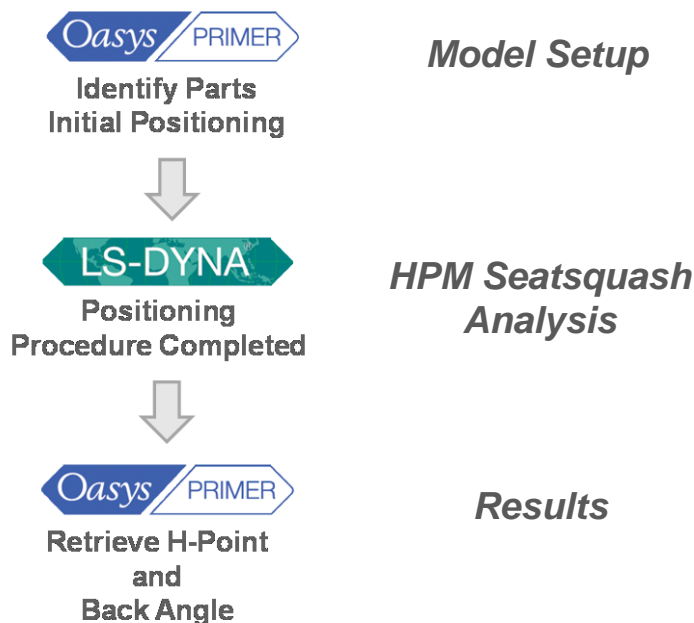 Oasys PRIMER
Model Setup
Identify Parts
Initial Positioning
LS-DYNA
HPM Seatsquash
Analysis
Positioning
Procedure Completed
Oasys PRIMER
Results
Retrieve H-Point
and
Back Angle